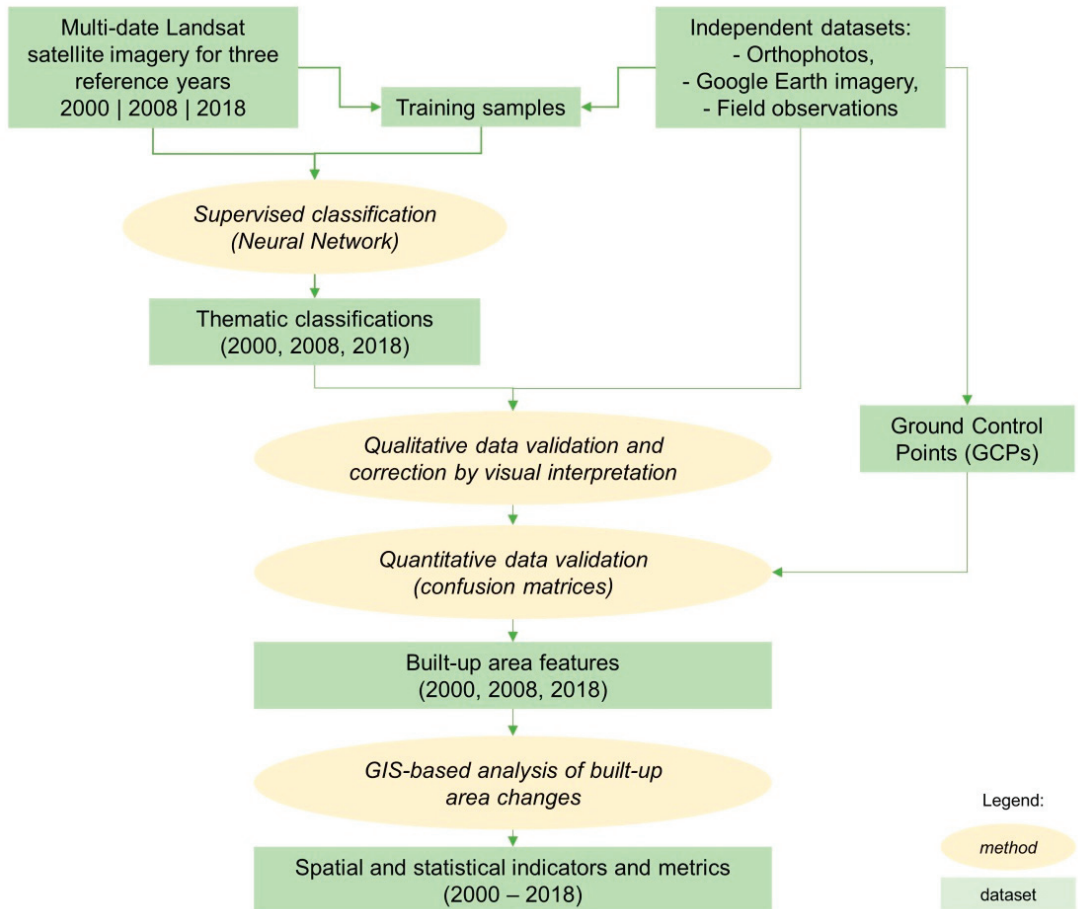 Multi-date Landsat
satellite imagery for three
reference years
2000 | 2008 | 2018
Training samples
Independent datasets:
- Orthophotos,
- Google Earth imagery,
- Field observations
Supervised classification
(Neural Network)
Thematic classifications
(2000, 2008, 2018)
Qualitative data validation and
correction by visual interpretation
Ground Control
Points (GCPs)
Quantitative data validation
(confusion matrices)
Built-up area features
(2000, 2008, 2018)
GIS-based analysis of built-up
area changes
Spatial and statistical indicators and metrics
(2000 – 2018)
Legend:
method
dataset